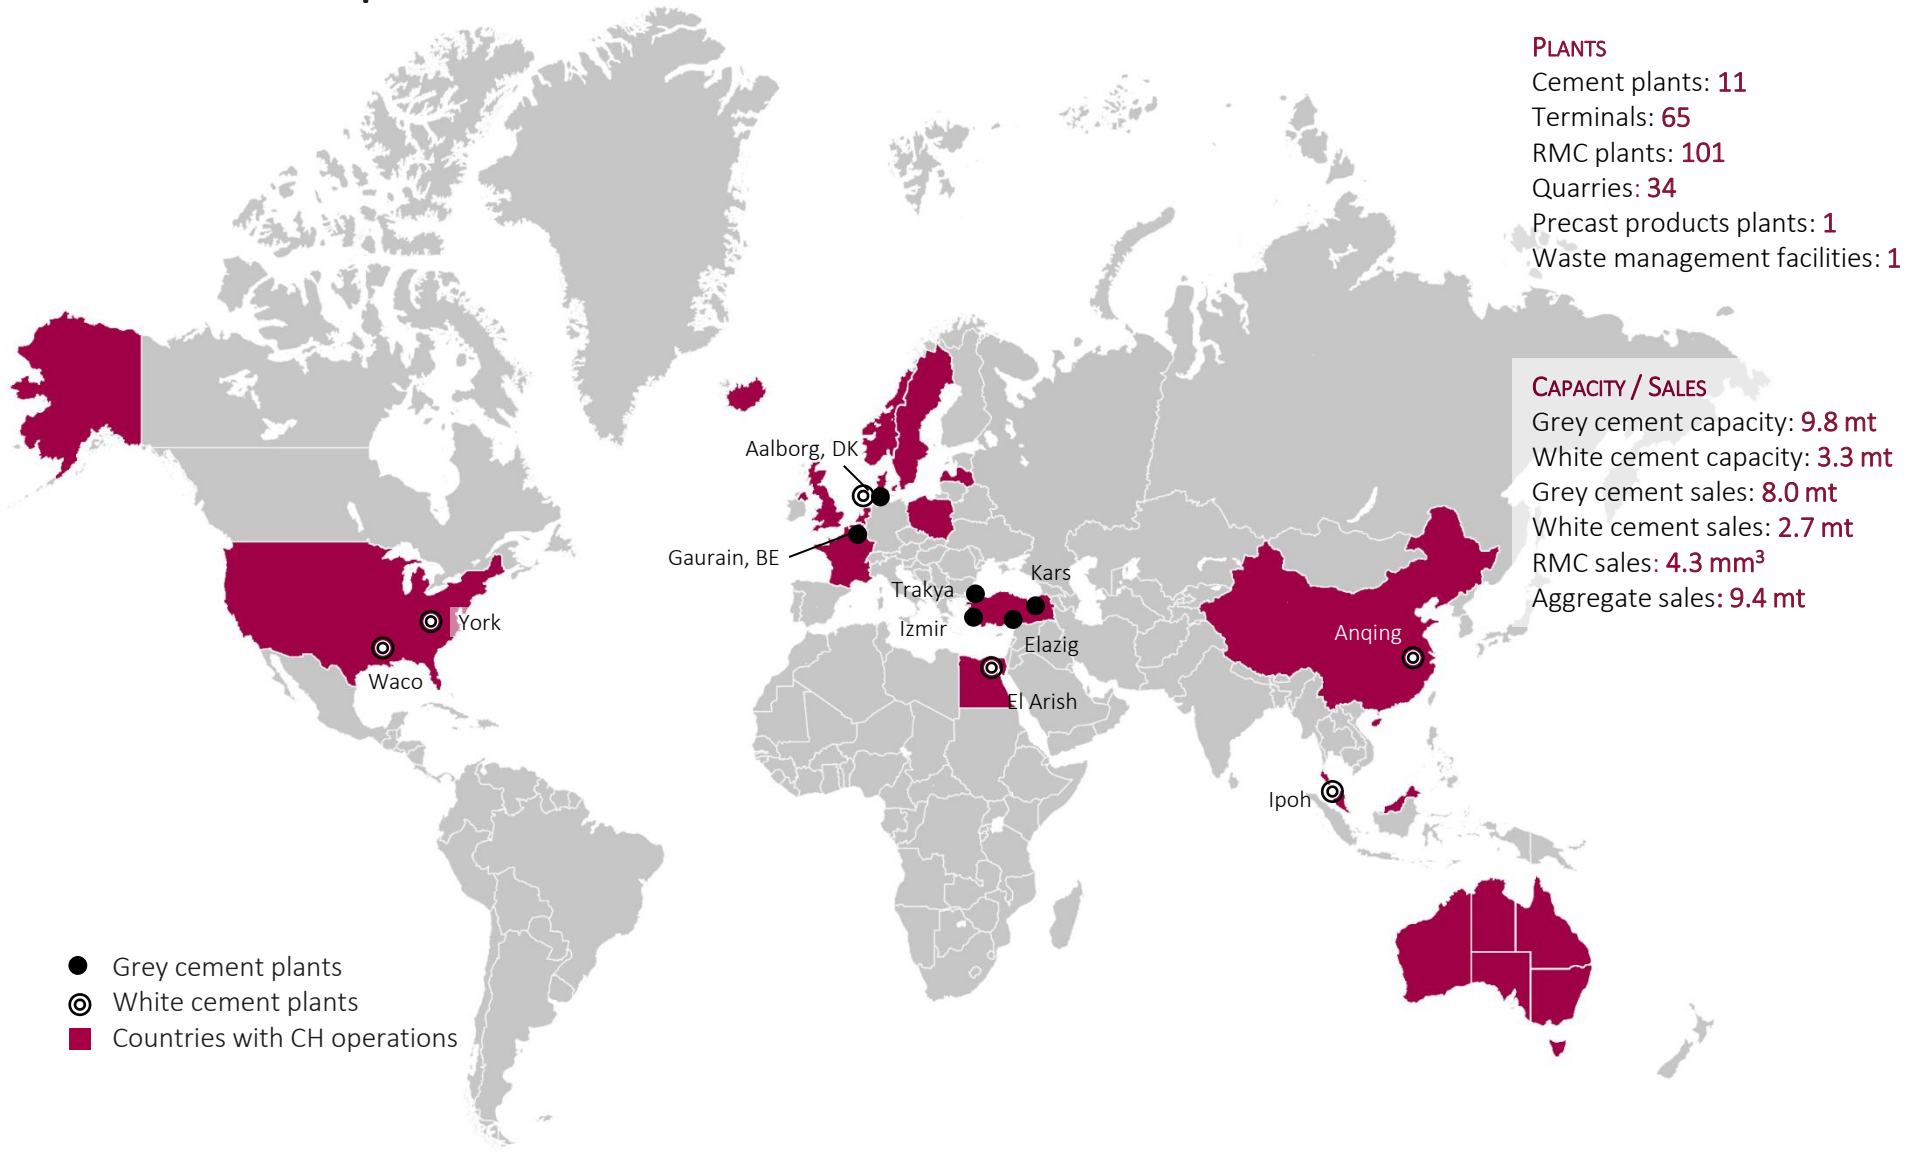 PLANTS
Cement plants: 11
Terminals: 65
RMC plants: 101
Quarries: 34
Precast products plants: 1
Waste management facilities: 1
CAPACITY / SALES
Grey cement capacity: 9.8 mt
White cement capacity: 3.3 mt
Grey cement sales: 8.0 mt
White cement sales: 2.7 mt
RMC sales: 4.3 mm³
Aggregate sales: 9.4 mt
Aalborg, DK
Gaurain, BE
Kars
Trakya
Izmir
Elazig
York
Waco
Anqing
El Arish
Ipoh
Grey cement plants
White cement plants
Countries with CH operations